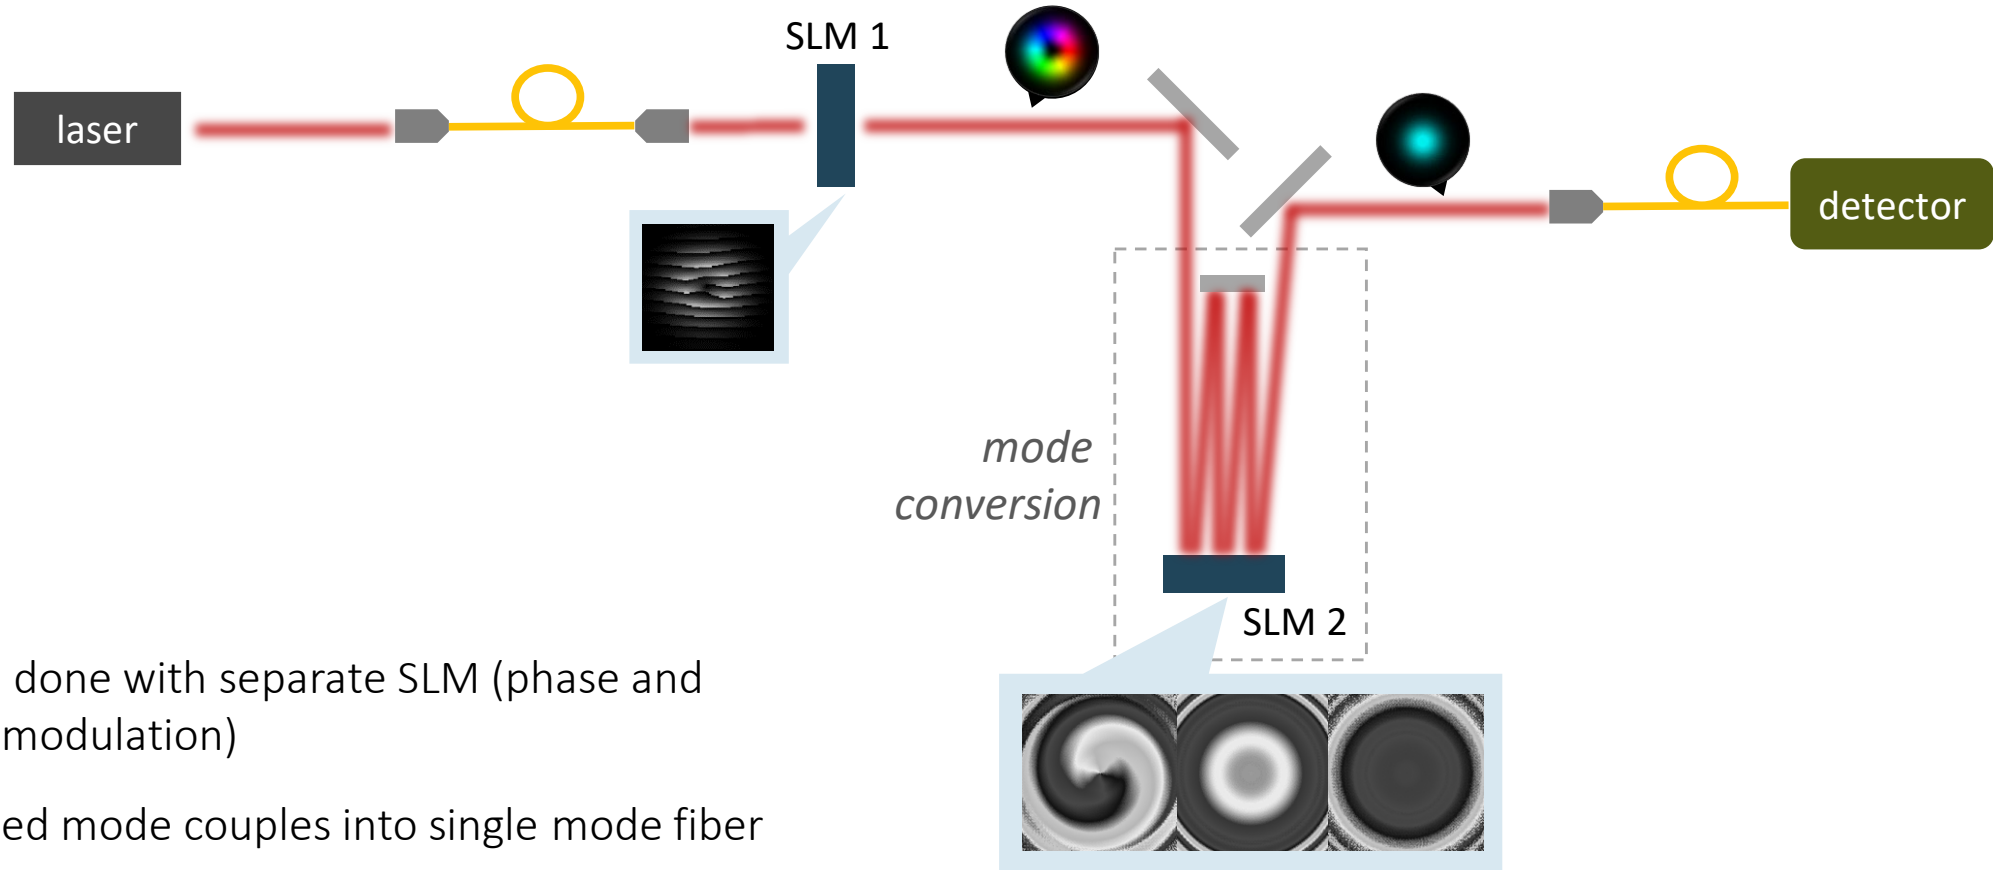 SLM 1
laser
detector
mode
conversion
SLM 2
done with separate SLM (phase and
modulation)
ed mode couples into single mode fiber